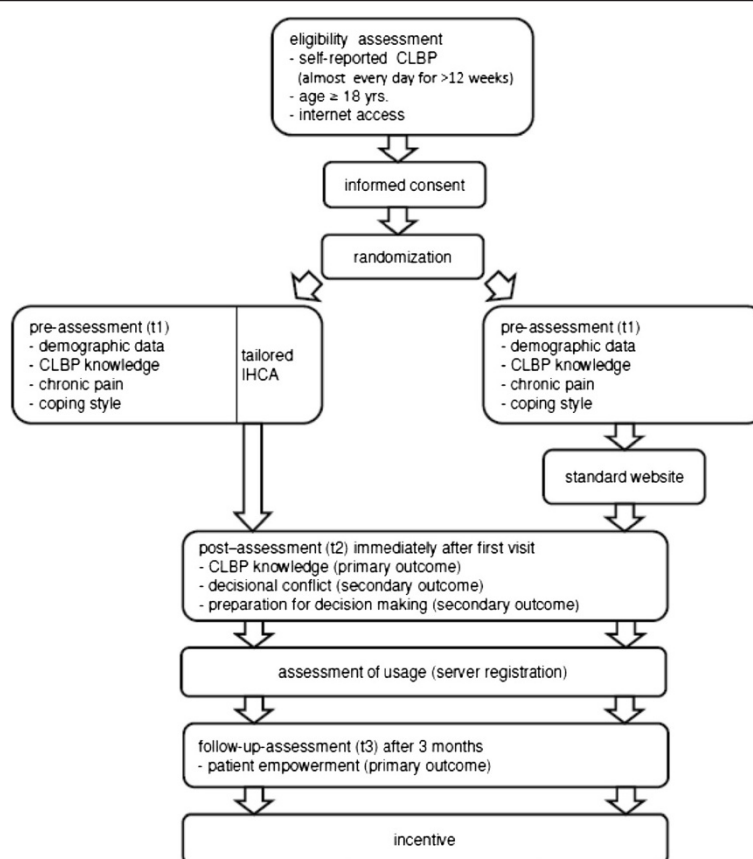 eligibility assessment
- self-reported CLBP
(almost every day for >12 weeks)
- age ≥ 18 yrs.
- internet access
informed consent
randomization
pre-assessment (t1)
- demographic data
- CLBP knowledge
- chronic pain
- coping style
tailored
IHCA
pre-assessment (t1)
- demographic data
- CLBP knowledge
- chronic pain
- coping style
standard website
post–assessment (t2) immediately after first visit
- CLBP knowledge (primary outcome)
- decisional conflict (secondary outcome)
- preparation for decision making (secondary outcome)
assessment of usage (server registration)
follow-up-assessment (t3) after 3 months
- patient empowerment (primary outcome)
incentive